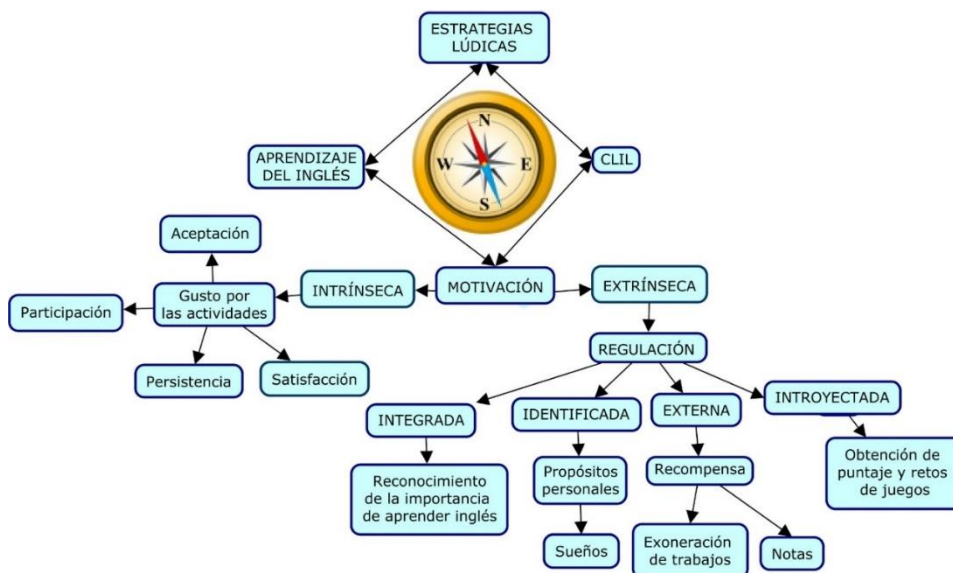 ESTRATEGIAS
LÚDICAS
N
W
E
S
APRENDIZAJE
DEL INGLÉS
CLIL
MOTIVACIÓN
INTRÍNSECA
EXTRÍNSECA
Aceptación
Gusto por
las actividades
Participación
Persistencia
Satisfacción
REGULACIÓN
INTEGRADA
IDENTIFICADA
EXTERNA
INTROYECTADA
Reconocimiento
de la importancia
de aprender inglés
Propósitos
personales
Sueños
Recompensa
Exoneración
de trabajos
Notas
Obtención de
puntaje y retos
de juegos